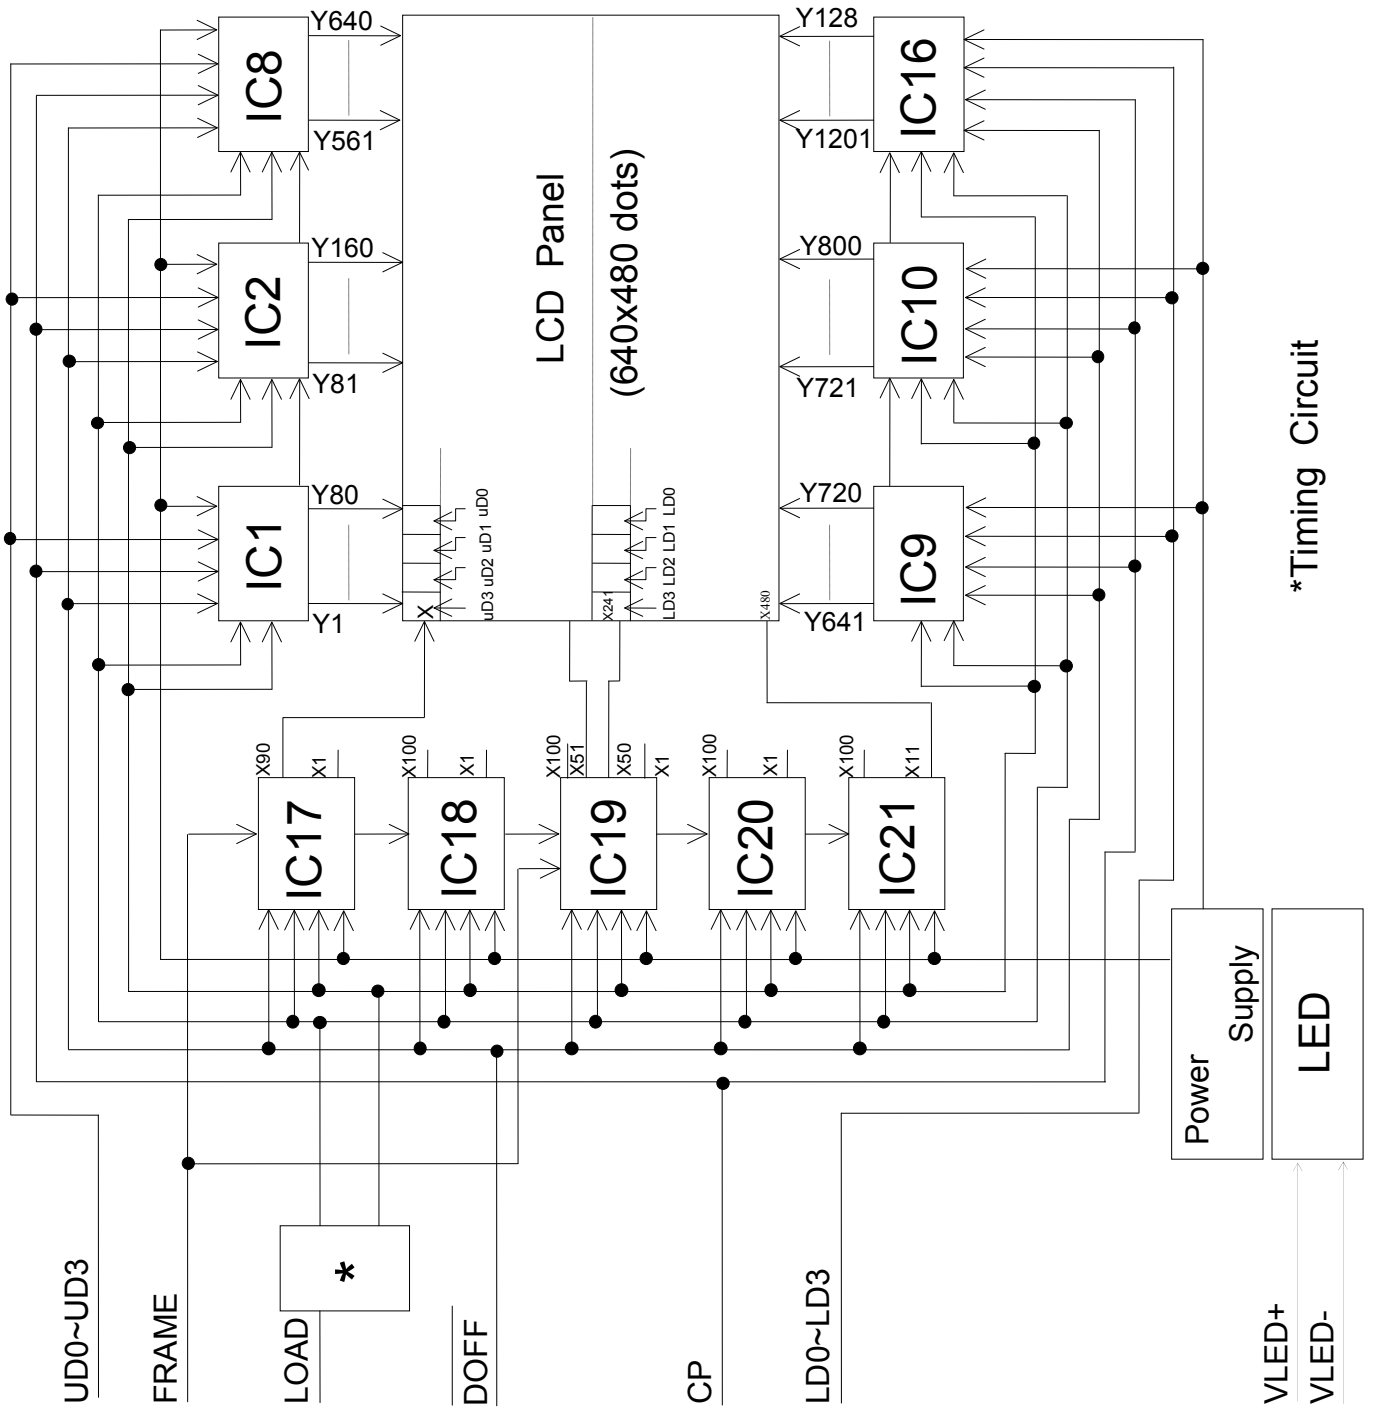 Y640
Y561
IC8
Y160
Y81
IC2
Y80
Y1
IC1
LCD Panel
(640x480 dots)
uD3 uD2 uD1 uD0
X
X241
LD3 LD2 LD1 LD0
X480
Y128
Y1201
IC16
Y800
Y721
IC10
Y720
Y641
IC9
X90
X1
IC17
X100
X1
IC18
X100
X51
X50
X1
IC19
X100
X1
IC20
X100
X11
IC21
*Timing Circuit
Power
Supply
LED
UD0~UD3
FRAME
LOAD
*
DOFF
CP
LD0~LD3
VLED+
VLED-